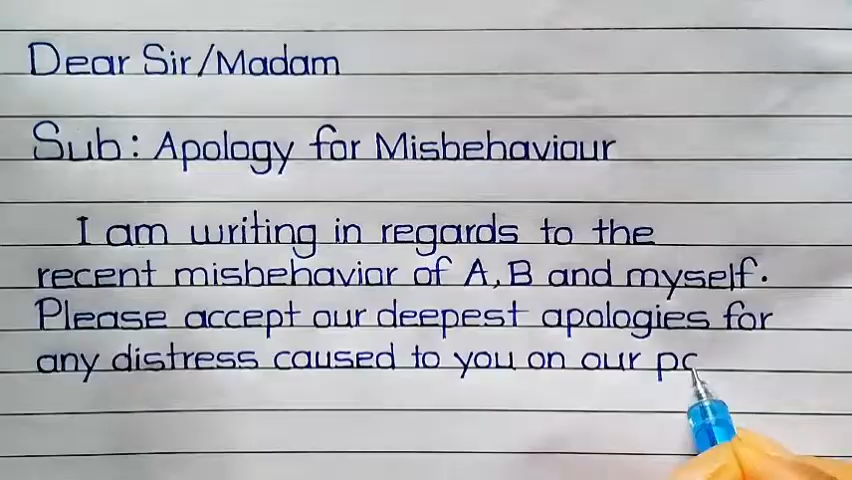 Dear Sir/Madam
Sub: Apology for Misbehaviour
I am writing in regards to the
recent misbehavior of A, B and myself.
Please accept our deepest apologies for
any distress caused to you on our